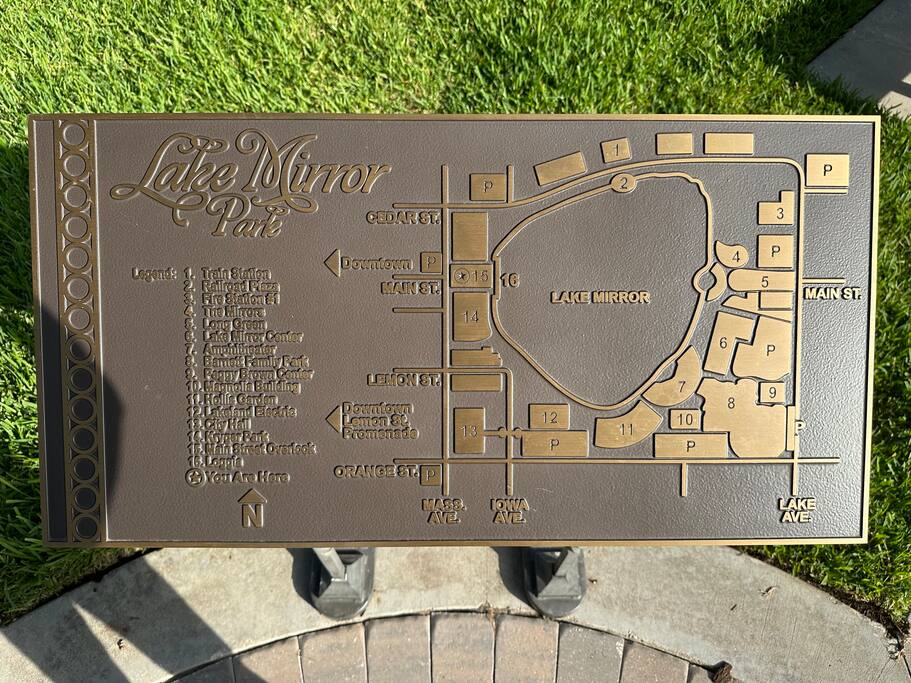 Lake Mirror
Park
Legend: 1. Train Station
2. Railroad Plaza
3. Fire Station #1
4. The Mirrors
5. Long Green
6. Lake Mirror Center
7. Amphitheater
8. Barnett Family Park
9. Peggy Brown Center
10. Magnolia Building
11. Hollis Garden
12. Lakeland Electric
13. City Hall
14. Kryger Park
15. Main Street Overlook
16. Loggia
You Are Here
N
CEDAR ST.
Downtown
P
MAIN ST.
LEMON ST.
Downtown
Lemon St.
Promenade
ORANGE ST.
P
MASS.
AVE.
IOWA
AVE.
LAKE
AVE.
MAIN ST.
LAKE MIRROR
P
1
2
P
3
P
4
5
15
16
14
6
P
7
8
9
10
11
12
13
P
P
P